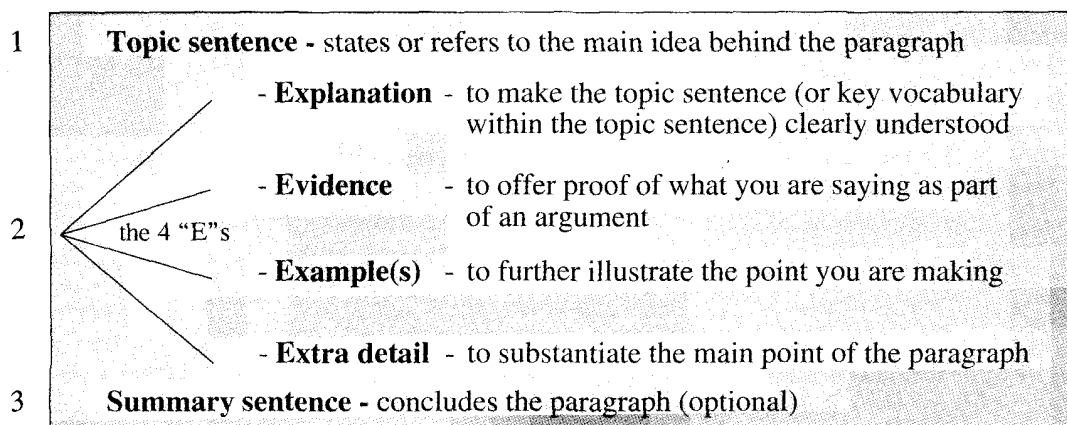 1 Topic sentence - states or refers to the main idea behind the paragraph
- Explanation - to make the topic sentence (or key vocabulary
within the topic sentence) clearly understood
- Evidence - to offer proof of what you are saying as part
of an argument
2 the 4 "E"s
- Example(s) - to further illustrate the point you are making
- Extra detail - to substantiate the main point of the paragraph
3 Summary sentence - concludes the paragraph (optional)